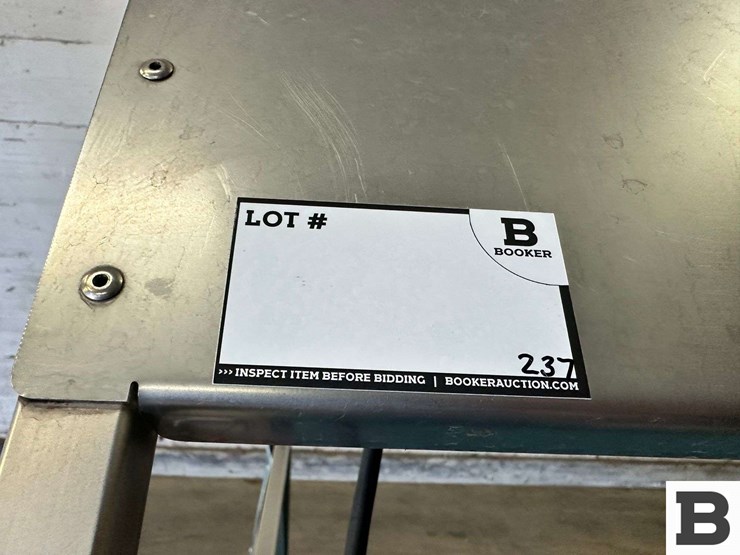 LOT #
B
BOOKER
237
>>> INSPECT ITEM BEFORE BIDDING | BOOKERAUCTION.COM
B